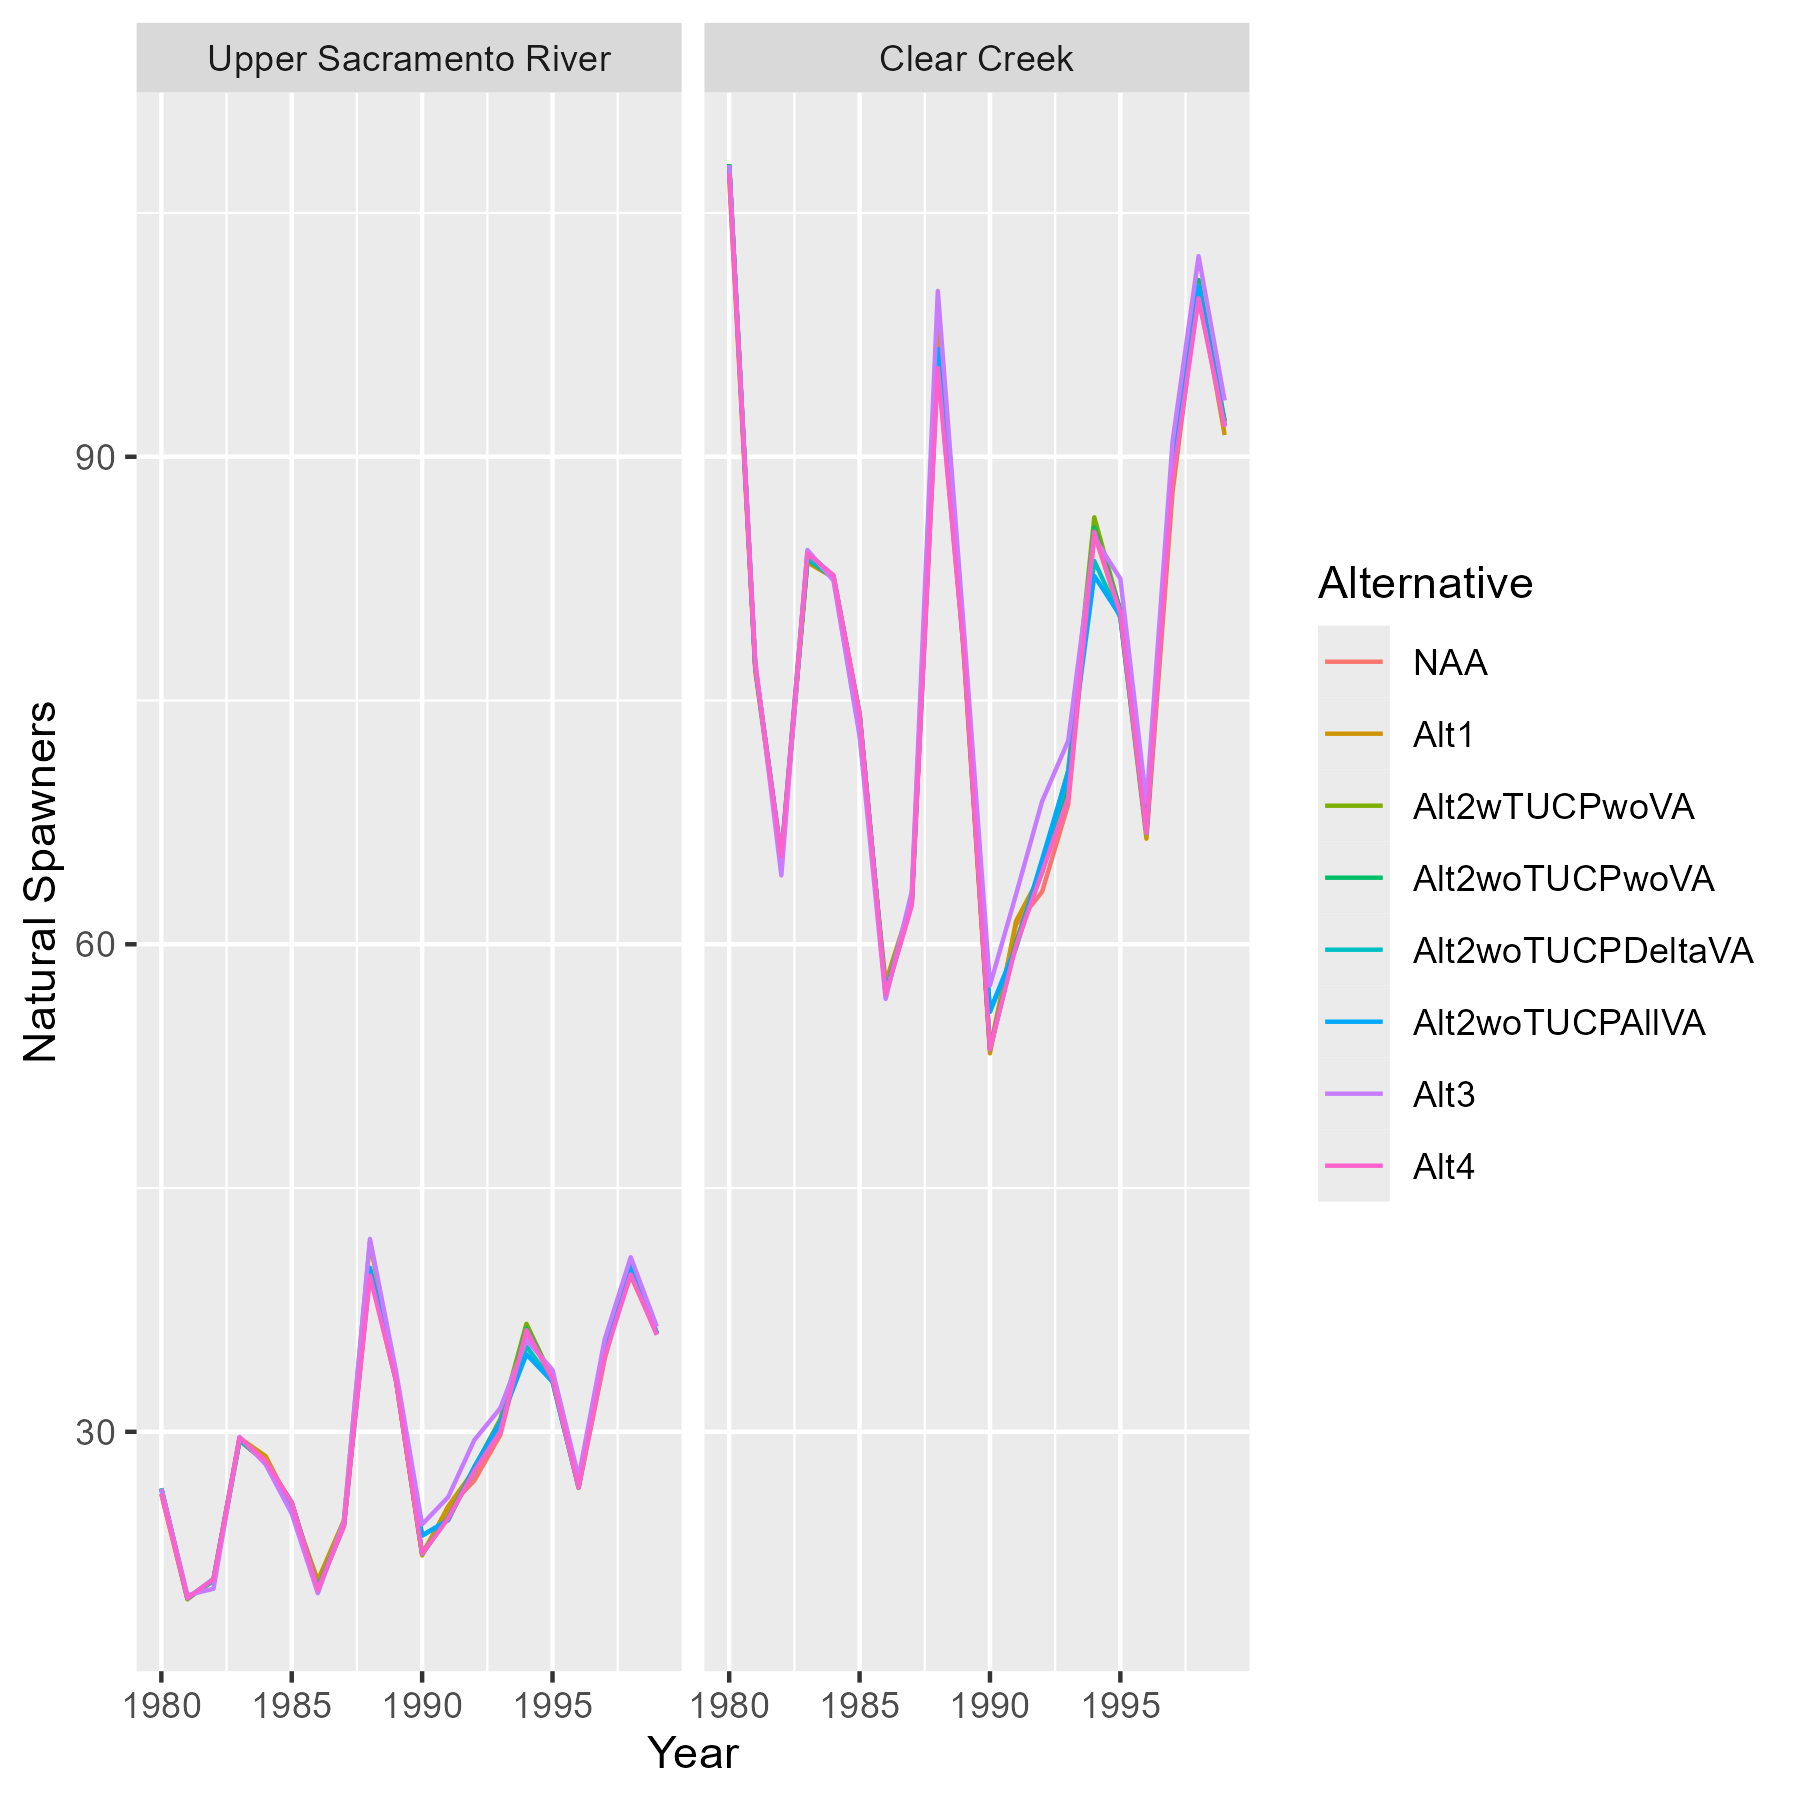 Upper Sacramento River
Clear Creek
90
60
30
Natural Spawners
1980 1985 1990 1995
1980 1985 1990 1995
Year
Alternative
NAA
Alt1
Alt2wTUCPwoVA
Alt2woTUCPwoVA
Alt2woTUCPDeltaVA
Alt2woTUCPAllVA
Alt3
Alt4